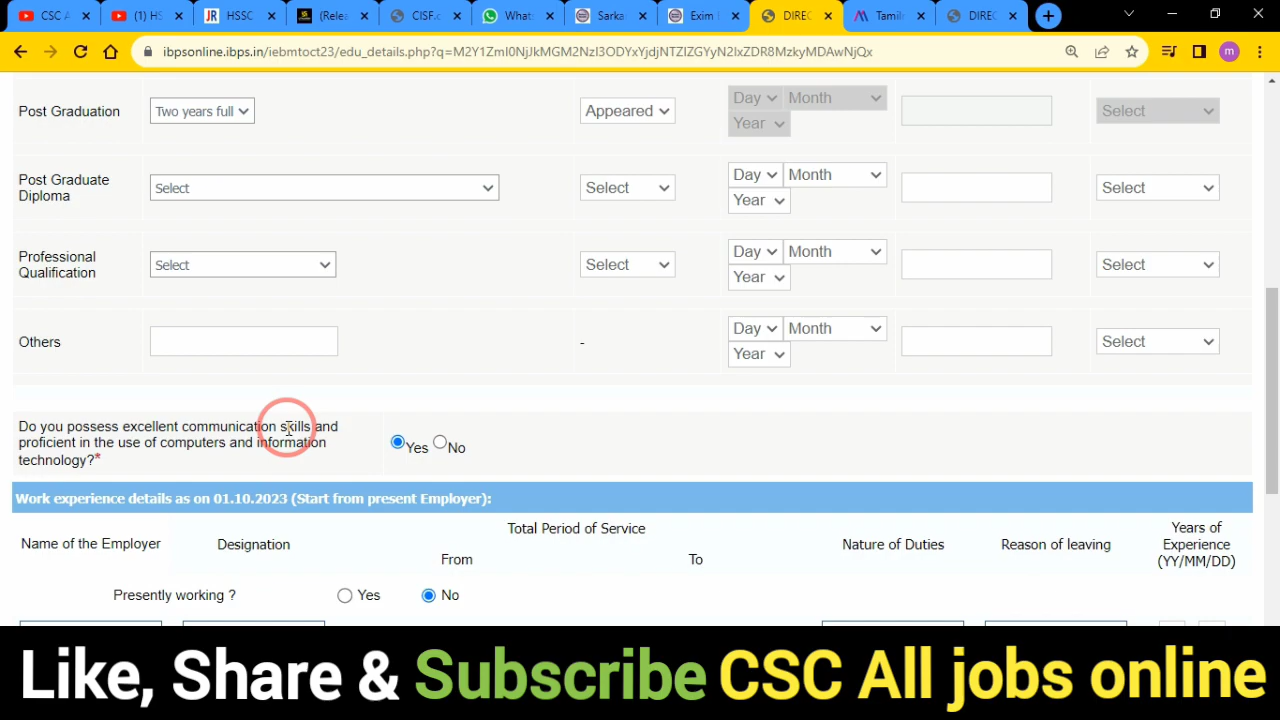 CSC A
(1) HS
HSSC
(Relea
CISF.c
Whats
Sarka
Exim B
DIREC
Tamiln
DIREC
ibpsonline.ibps.in/iebmtoct23/edu_details.php?q=M2Y1ZmI0NjJkMGM2NzI3ODYxYjdjNTZIZGYyN2IxZDR8MzkyMDAwNjQx
m
Post Graduation
Two years full
Appeared
Day
Month
Year
Select
Post Graduate
Diploma
Select
Select
Day
Month
Year
Select
Professional
Qualification
Select
Select
Day
Month
Year
Select
Others
-
Day
Month
Year
Select
Do you possess excellent communication skills and
proficient in the use of computers and information
technology?*
Yes
No
Work experience details as on 01.10.2023 (Start from present Employer):
Name of the Employer
Designation
Total Period of Service
From
To
Nature of Duties
Reason of leaving
Years of
Experience
(YY/MM/DD)
Presently working ?
Yes
No
Like, Share & Subscribe CSC All jobs online